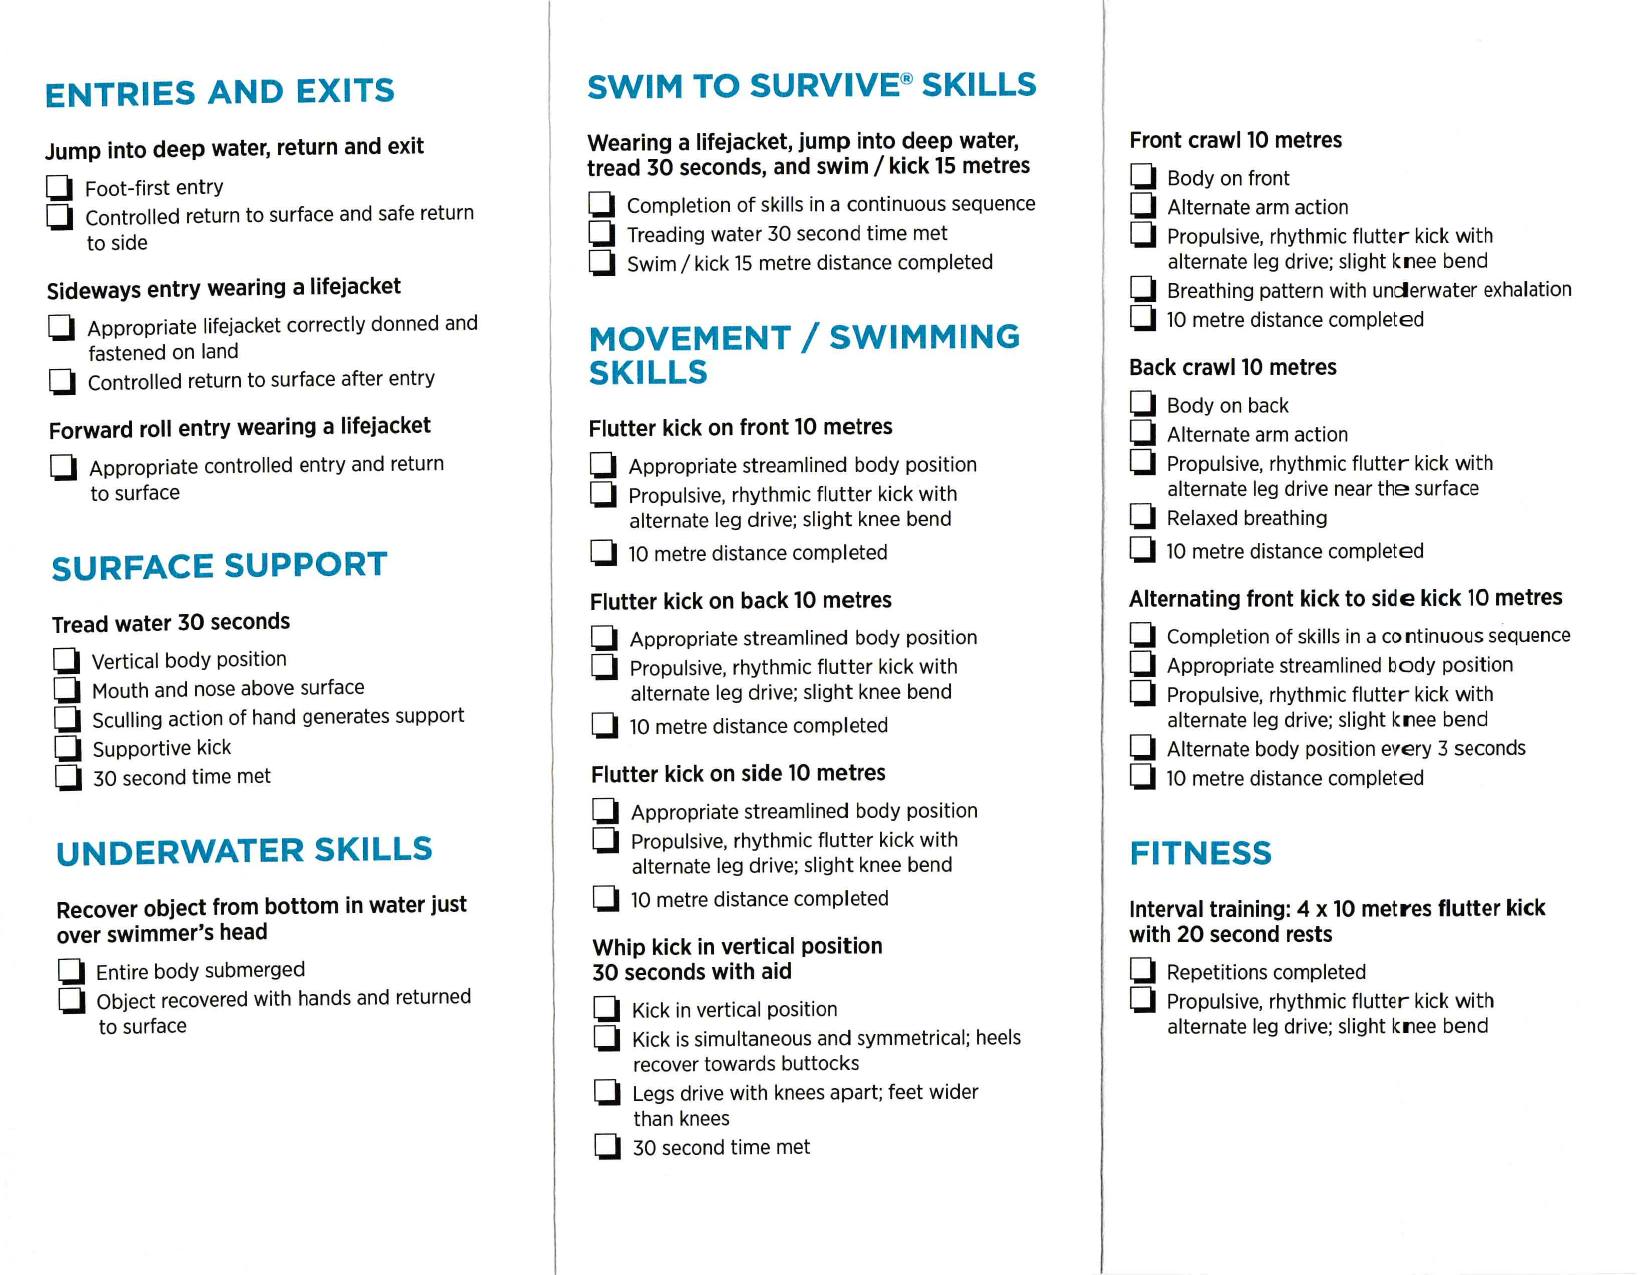 ENTRIES AND EXITS
Jump into deep water, return and exit
Foot-first entry
Controlled return to surface and safe return
to side
Sideways entry wearing a lifejacket
Appropriate lifejacket correctly donned and
fastened on land
Controlled return to surface after entry
Forward roll entry wearing a lifejacket
Appropriate controlled entry and return
to surface
SURFACE SUPPORT
Tread water 30 seconds
Vertical body position
Mouth and nose above surface
Sculling action of hand generates support
Supportive kick
30 second time met
UNDERWATER SKILLS
Recover object from bottom in water just
over swimmer's head
Entire body submerged
Object recovered with hands and returned
to surface
SWIM TO SURVIVE® SKILLS
Wearing a lifejacket, jump into deep water,
tread 30 seconds, and swim / kick 15 metres
Completion of skills in a continuous sequence
Treading water 30 second time met
Swim / kick 15 metre distance completed
MOVEMENT / SWIMMING
SKILLS
Flutter kick on front 10 metres
Appropriate streamlined body position
Propulsive, rhythmic flutter kick with
alternate leg drive; slight knee bend
10 metre distance completed
Flutter kick on back 10 metres
Appropriate streamlined body position
Propulsive, rhythmic flutter kick with
alternate leg drive; slight knee bend
10 metre distance completed
Flutter kick on side 10 metres
Appropriate streamlined body position
Propulsive, rhythmic flutter kick with
alternate leg drive; slight knee bend
10 metre distance completed
Whip kick in vertical position
30 seconds with aid
Kick in vertical position
Kick is simultaneous and symmetrical; heels
recover towards buttocks
Legs drive with knees apart; feet wider
than knees
30 second time met
Front crawl 10 metres
Body on front
Alternate arm action
Propulsive, rhythmic flutter kick with
alternate leg drive; slight knee bend
Breathing pattern with underwater exhalation
10 metre distance completed
Back crawl 10 metres
Body on back
Alternate arm action
Propulsive, rhythmic flutter kick with
alternate leg drive near the surface
Relaxed breathing
10 metre distance completed
Alternating front kick to side kick 10 metres
Completion of skills in a continuous sequence
Appropriate streamlined body position
Propulsive, rhythmic flutter kick with
alternate leg drive; slight knee bend
Alternate body position every 3 seconds
10 metre distance completed
FITNESS
Interval training: 4 x 10 metres flutter kick
with 20 second rests
Repetitions completed
Propulsive, rhythmic flutter kick with
alternate leg drive; slight knee bend